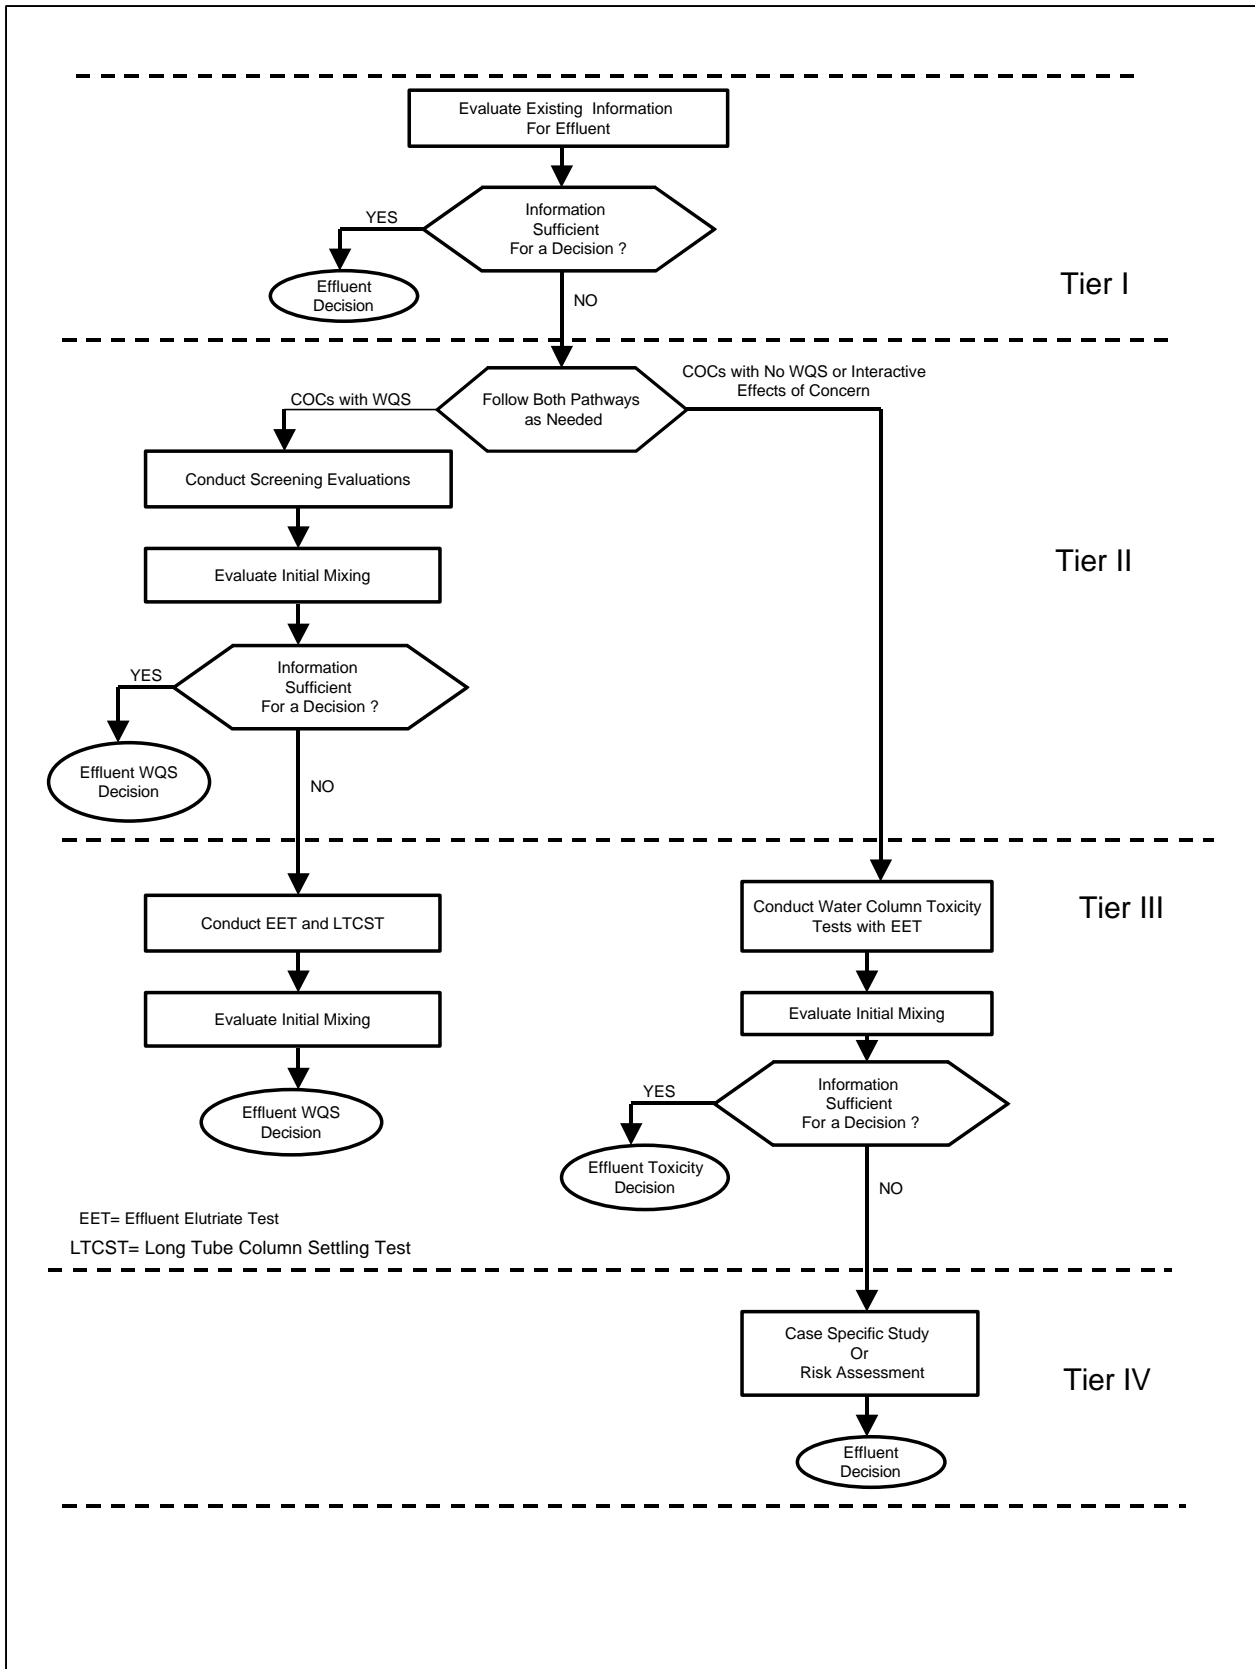 Evaluate Existing Information
For Effluent
Information
Sufficient
For a Decision ?
YES
Effluent
Decision
NO
Tier I
COCs with No WQS or Interactive
Effects of Concern
COCs with WQS
Follow Both Pathways
as Needed
Conduct Screening Evaluations
Evaluate Initial Mixing
Tier II
Information
Sufficient
For a Decision ?
YES
Effluent WQS
Decision
NO
Conduct EET and LTCST
Evaluate Initial Mixing
Effluent WQS
Decision
Conduct Water Column Toxicity
Tests with EET
Tier III
Evaluate Initial Mixing
Information
Sufficient
For a Decision ?
YES
Effluent Toxicity
Decision
NO
EET= Effluent Elutriate Test
LTCST= Long Tube Column Settling Test
Case Specific Study
Or
Risk Assessment
Tier IV
Effluent
Decision